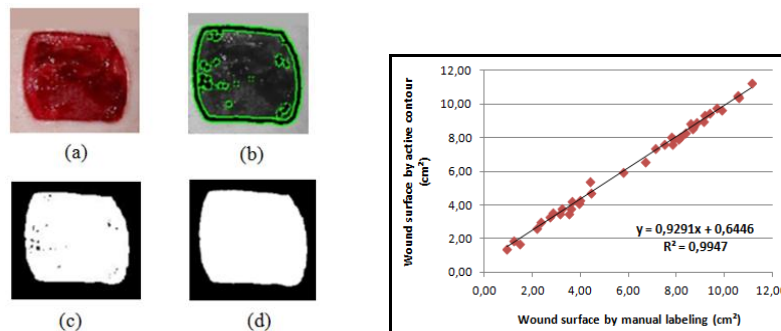 (a)
(b)
(c)
(d)
Wound surface by active contour
(cm²)
12,00
10,00
8,00
6,00
4,00
2,00
0,00
y = 0,9291x + 0,6446
R² = 0,9947
0,00 2,00 4,00 6,00 8,00 10,00 12,00
Wound surface by manual labeling (cm²)